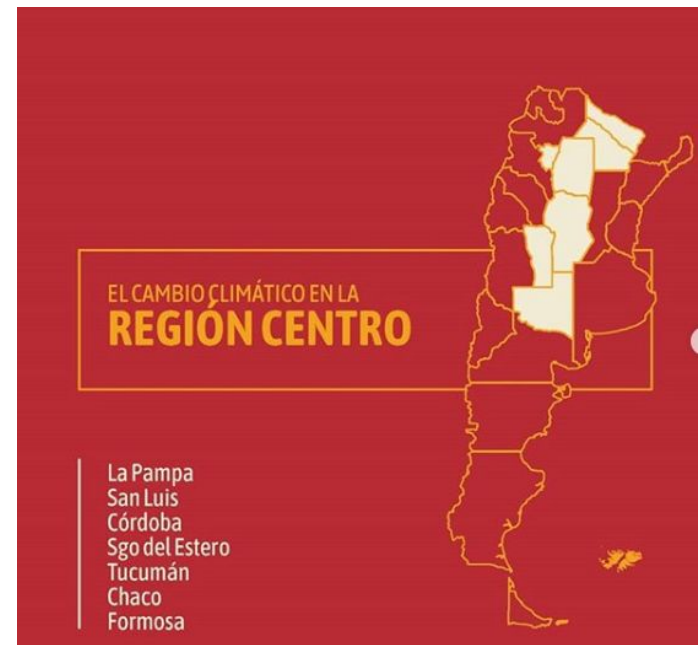 EL CAMBIO CLIMÁTICO EN LA
REGIÓN CENTRO
La Pampa
San Luis
Córdoba
Sgo del Estero
Tucumán
Chaco
Formosa